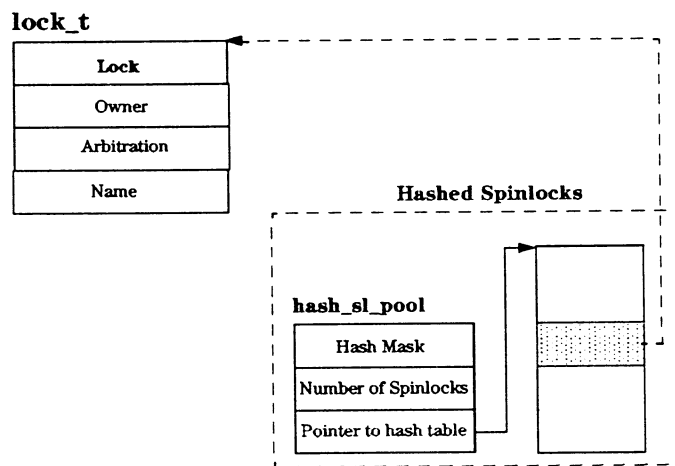 lock_t
Lock
Owner
Arbitration
Name
Hashed Spinlocks
hash_sl_pool
Hash Mask
Number of Spinlocks
Pointer to hash table